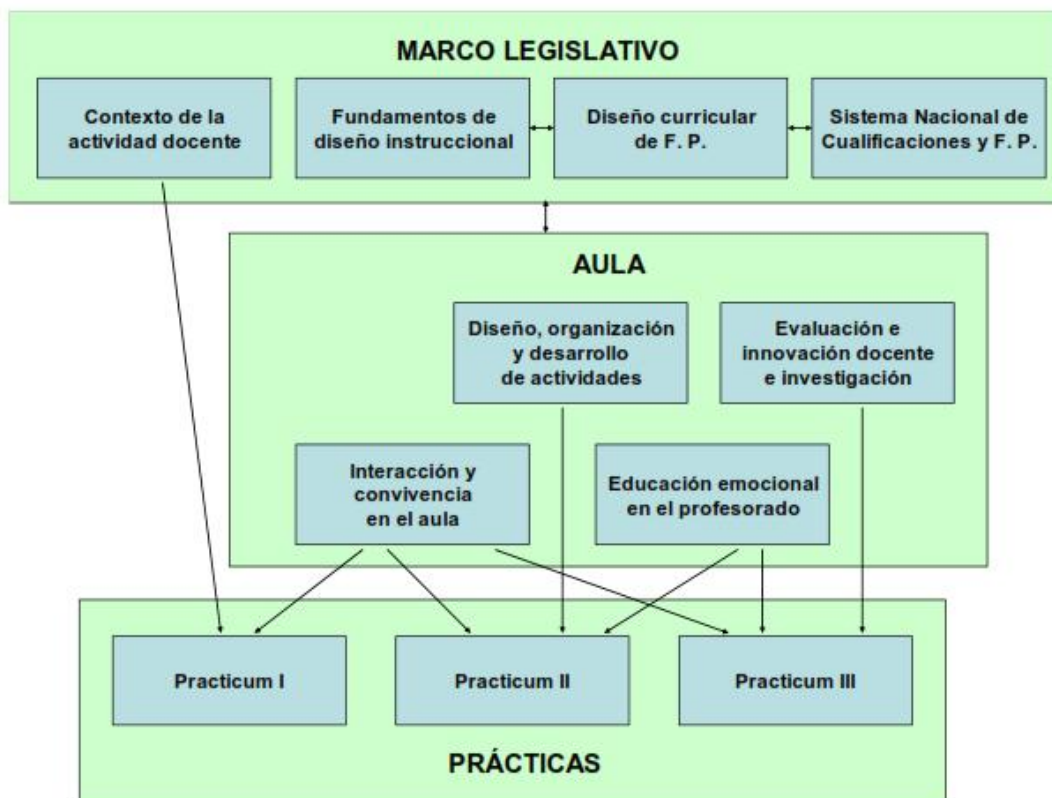 MARCO LEGISLATIVO
Contexto de la
actividad docente
Fundamentos de
diseño instruccional
Diseño curricular
de F. P.
Sistema Nacional de
Cualificaciones y F. P.
AULA
Diseño, organización
y desarrollo
de actividades
Evaluación e
innovación docente
e investigación
Interacción y
convivencia
en el aula
Educación emocional
en el profesorado
Practicum I
Practicum II
Practicum III
PRÁCTICAS